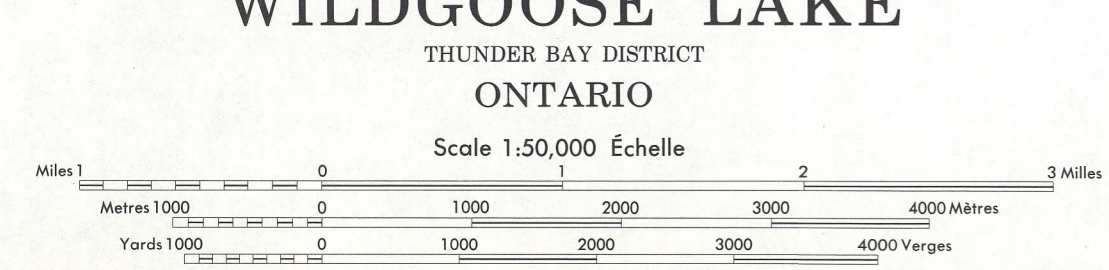 WILDGOOSE LAKE
THUNDER BAY DISTRICT
ONTARIO
Scale 1:50,000 Échelle
Miles 1 0 1 2 3 Milles
Metres 1000 0 1000 2000 3000 4000 Mètres
Yards 1000 0 1000 2000 3000 4000 Verges